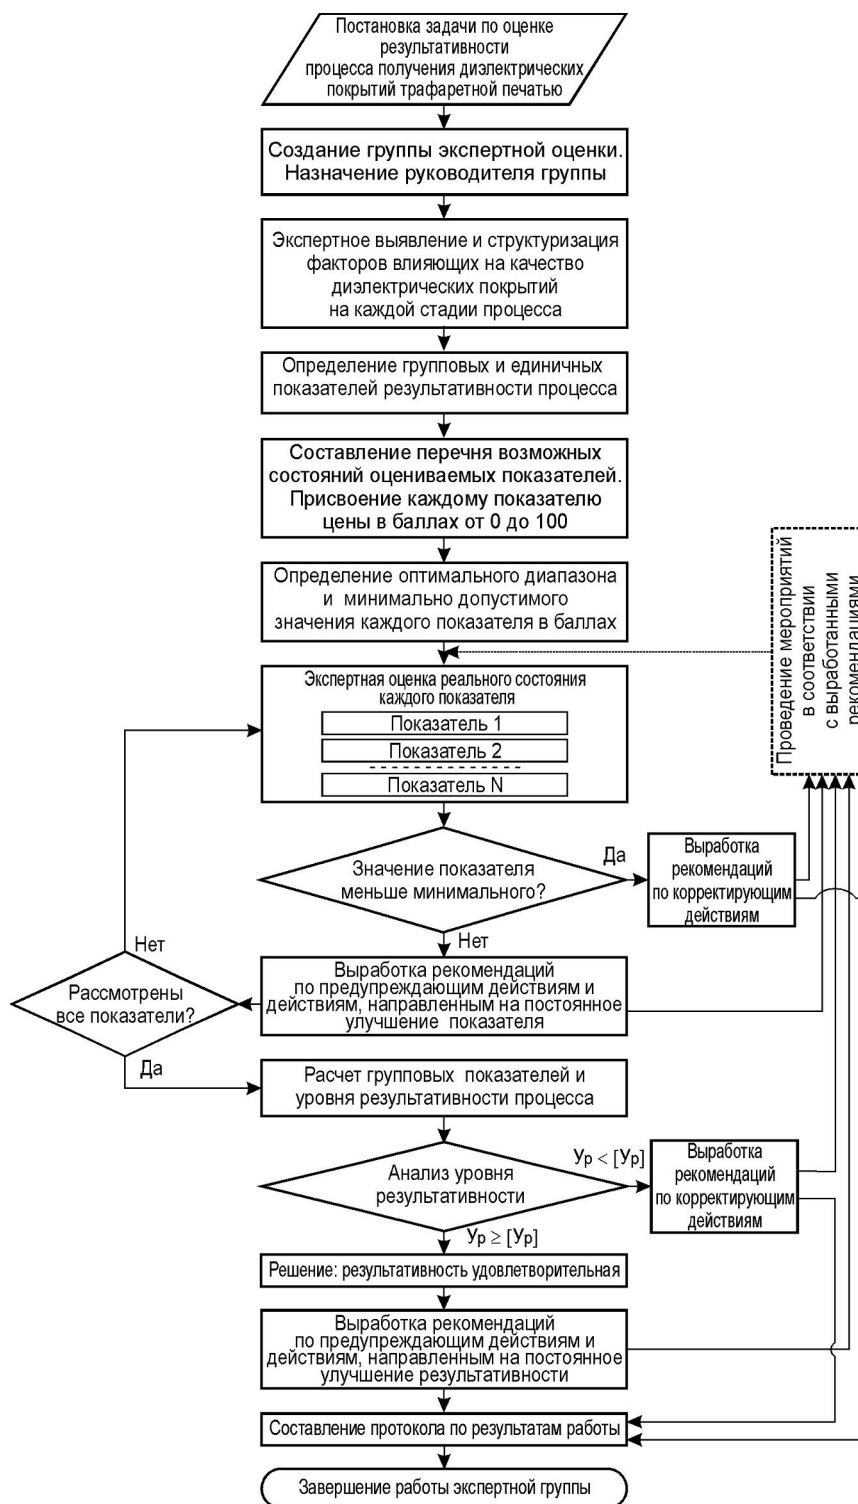 Постановка задачи по оценке
результативности
процесса получения диэлектрических
покрытий трафаретной печатью
Создание группы экспертной оценки.
Назначение руководителя группы
Экспертное выявление и структуризация
факторов влияющих на качество
диэлектрических покрытий
на каждой стадии процесса
Определение групповых и единичных
показателей результативности процесса
Составление перечня возможных
состояний оцениваемых показателей.
Присвоение каждому показателю
цены в баллах от 0 до 100
Определение оптимального диапазона
и минимально допустимого
значения каждого показателя в баллах
Проведение мероприятий
в соответствии
с выработанными
рекомендациями
Экспертная оценка реального состояния
каждого показателя
Показатель 1
Показатель 2
Показатель N
Значение показателя
меньше минимального?
Да
Выработка
рекомендаций
по корректирующим
действиям
Нет
Выработка рекомендаций
по предупреждающим действиям и
действиям, направленным на постоянное
улучшение показателя
Нет
Рассмотрены
все показатели?
Да
Расчет групповых показателей и
уровня результативности процесса
Анализ уровня
результативности
Ур < [Ур]
Выработка
рекомендаций
по корректирующим
действиям
Ур ≥ [Ур]
Решение: результативность удовлетворительная
Выработка рекомендаций
по предупреждающим действиям и
действиям, направленным на постоянное
улучшение результативности
Составление протокола по результатам работы
Завершение работы экспертной группы